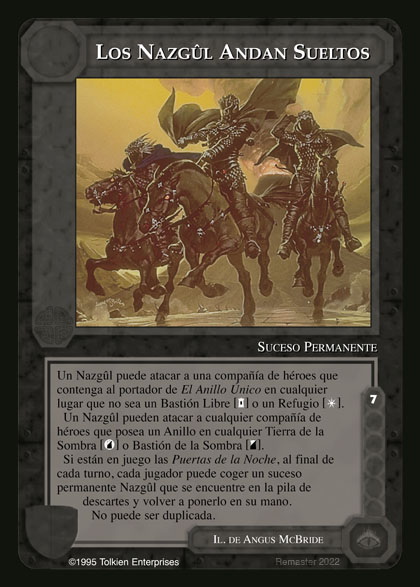 Los Nazgûl Andan Sueltos
Suceso Permanente
Un Nazgûl puede atacar a una compañía de héroes que
contenga al portador de El Anillo Único en cualquier
lugar que no sea un Bastión Libre [ ] o un Refugio [ ].
Un Nazgûl pueden atacar a cualquier compañía de
héroes que posea un Anillo en cualquier Tierra de la
Sombra [ ] o Bastión de la Sombra [ ].
Si están en juego las Puertas de la Noche, al final de
cada turno, cada jugador puede coger un suceso
permanente Nazgûl que se encuentre en la pila de
descartes y volver a ponerlo en su mano.
No puede ser duplicada.
7
Il. de Angus McBride
©1995 Tolkien Enterprises
Remaster 2022